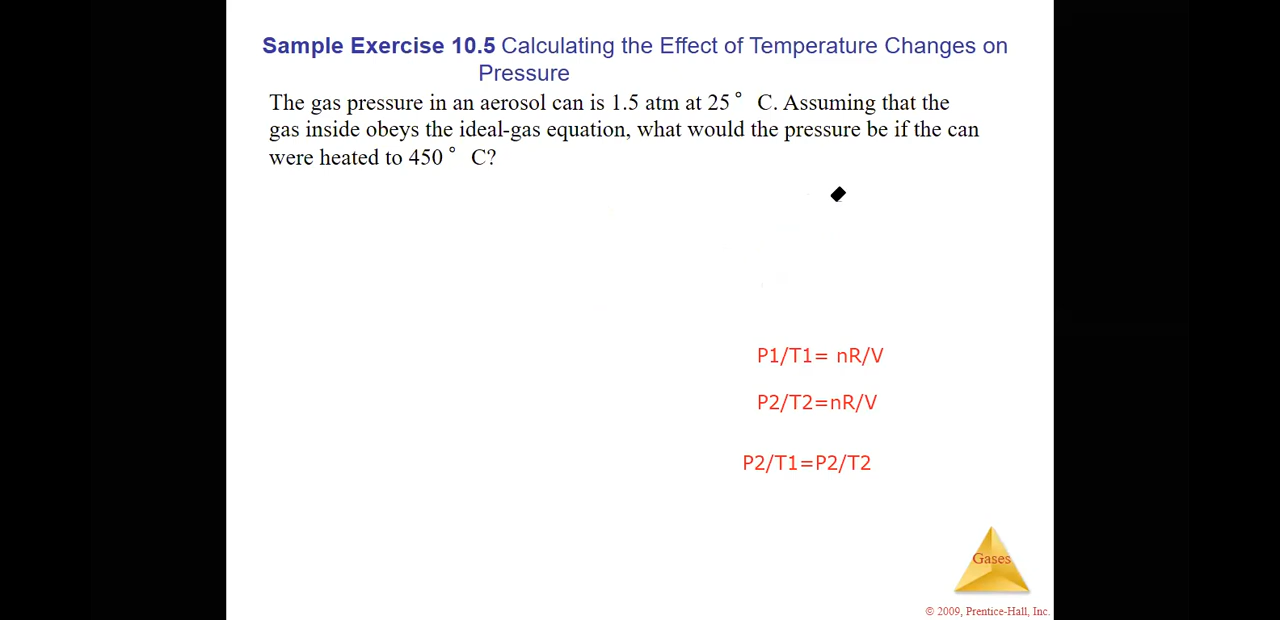 Sample Exercise 10.5 Calculating the Effect of Temperature Changes on
Pressure
The gas pressure in an aerosol can is 1.5 atm at 25° C. Assuming that the
gas inside obeys the ideal-gas equation, what would the pressure be if the can
were heated to 450° C?
P1/T1= nR/V
P2/T2=nR/V
P2/T1=P2/T2
Gases
© 2009, Prentice-Hall, Inc.